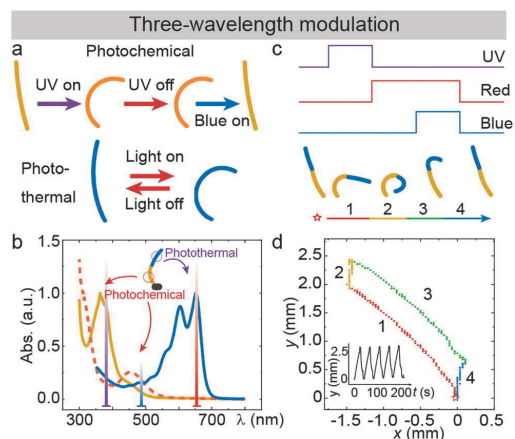 Three-wavelength modulation
a
Photochemical
UV on
UV off
Blue on
Photo-
thermal
Light on
Light off
c
UV
Red
Blue
1
2
3
4
b
Abs. (a.u.)
1.5
1.0
0.5
0.0
Photothermal
Photochemical
300
500
700
λ (nm)
d
y (mm)
2.5
2.0
1.5
1.0
0.5
0.0
2
3
1
4
y (mm)
2.5
0
0
100
200
t (s)
-1.5
-1.0
-0.5
0
x (mm)